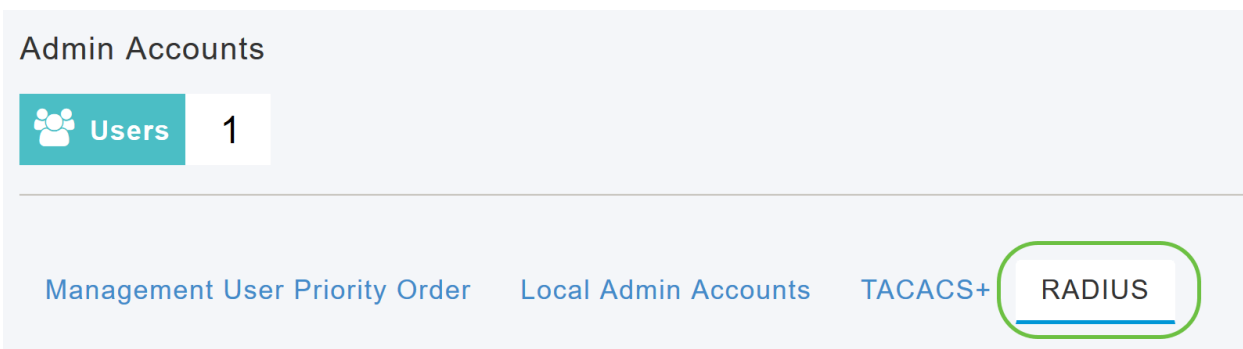 Admin Accounts
Users 1
Management User Priority Order Local Admin Accounts TACACS+ RADIUS